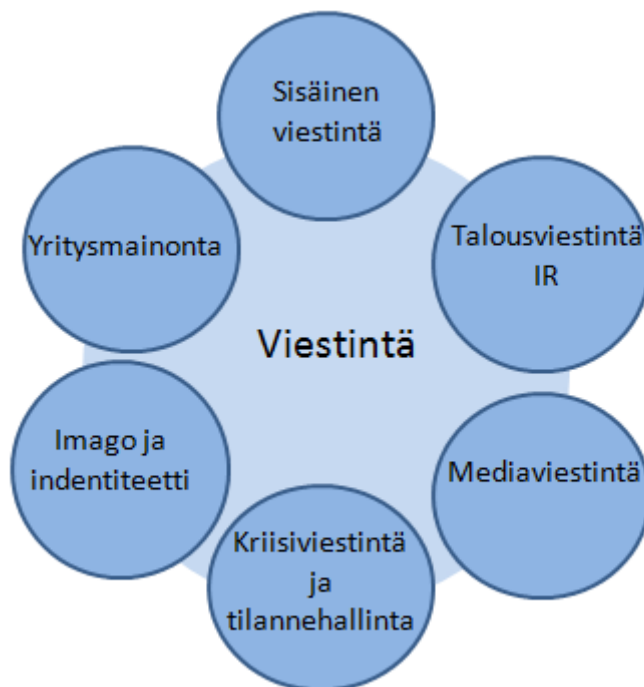 Sisäinen
viestintä
Yritysmainonta
Talousviestintä
IR
Viestintä
Imago ja
indentiteetti
Mediaviestintä
Kriisiviestintä
ja
tilannehallinta